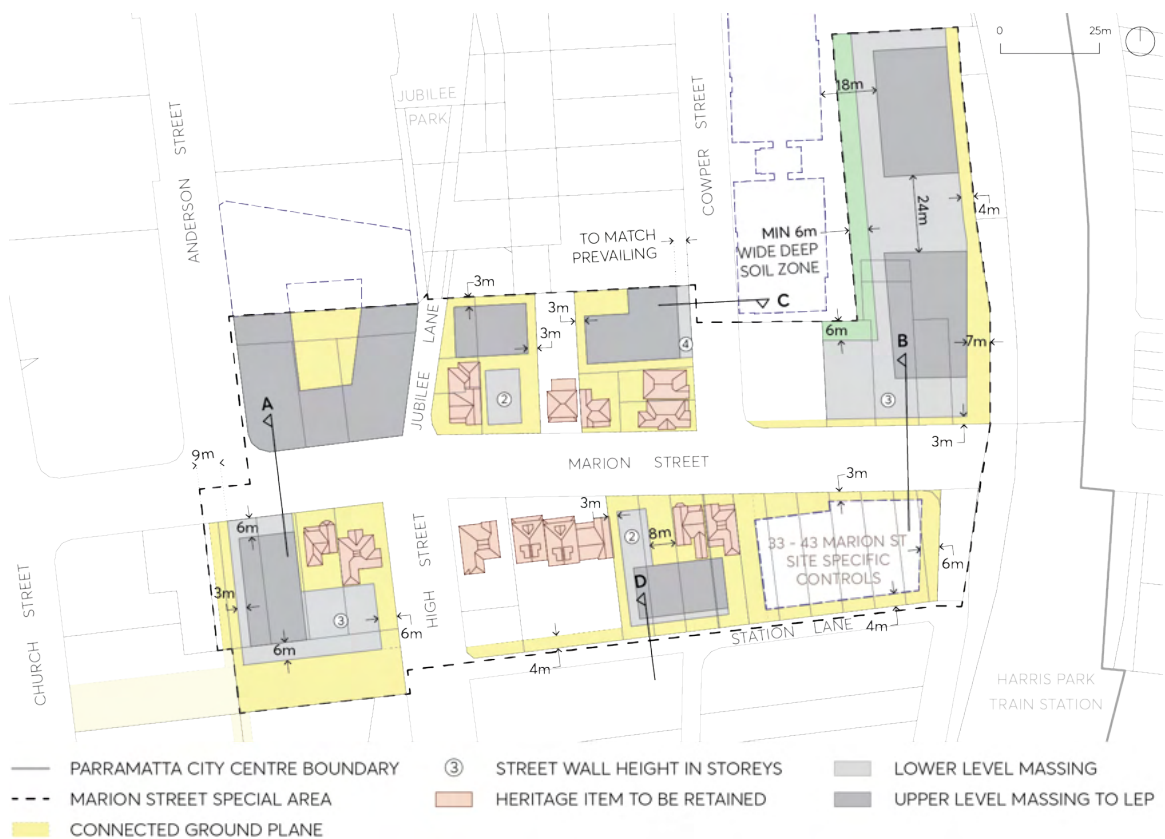 0 25m
JUBILEE
PARK
ANDERSON STREET
COWPER STREET
18m
24m
4m
TO MATCH
PREVAILING
MIN 6m
WIDE DEEP
SOIL ZONE
3m
3m
3m
C
JUBILEE LANE
4
6m
B
7m
A
2
3
3m
9m
MARION STREET
3m
3m
6m
2
8m
33 - 43 MARION ST
SITE SPECIFIC
CONTROLS
6m
HIGH STREET
CHURCH STREET
3m
3
6m
D
6m
4m
STATION LANE
4m
HARRIS PARK
TRAIN STATION
PARRAMATTA CITY CENTRE BOUNDARY
3 STREET WALL HEIGHT IN STOREYS
LOWER LEVEL MASSING
MARION STREET SPECIAL AREA
HERITAGE ITEM TO BE RETAINED
UPPER LEVEL MASSING TO LEP
CONNECTED GROUND PLANE